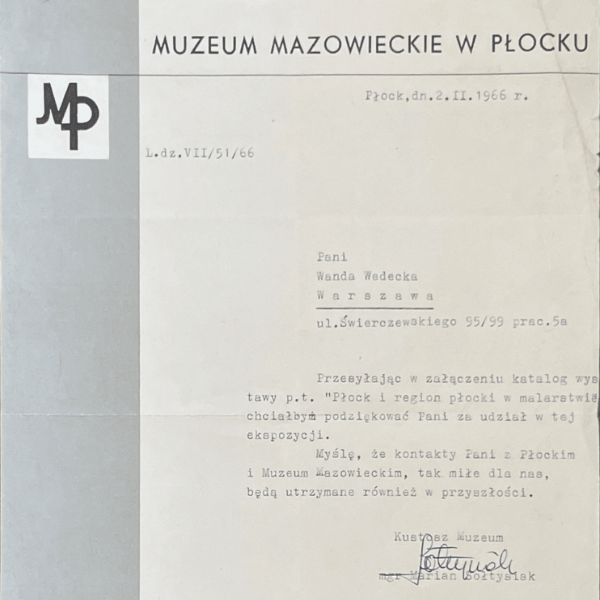 MUZEUM MAZOWIECKIE W PŁOCKU
MP
Płock, dn. 2.II.1966 r.
L.dz.VII/51/66
Pani
Wanda Wedecka
Warszawa
ul.Świerczewskiego 95/99 prac.5a
Przesyłając w załączeniu katalog wys
tawy p.t. "Płock i region płocki w malarstwie
chciałbym podziękować Pani za udział w tej
ekspozycji.
Myślę, że kontakty Pani z Płockim
i Muzeum Mazowieckim, tak miłe dla nas,
będą utrzymane również w przyszłości.
Kustosz Muzeum
mgr Marian Sołtysiak